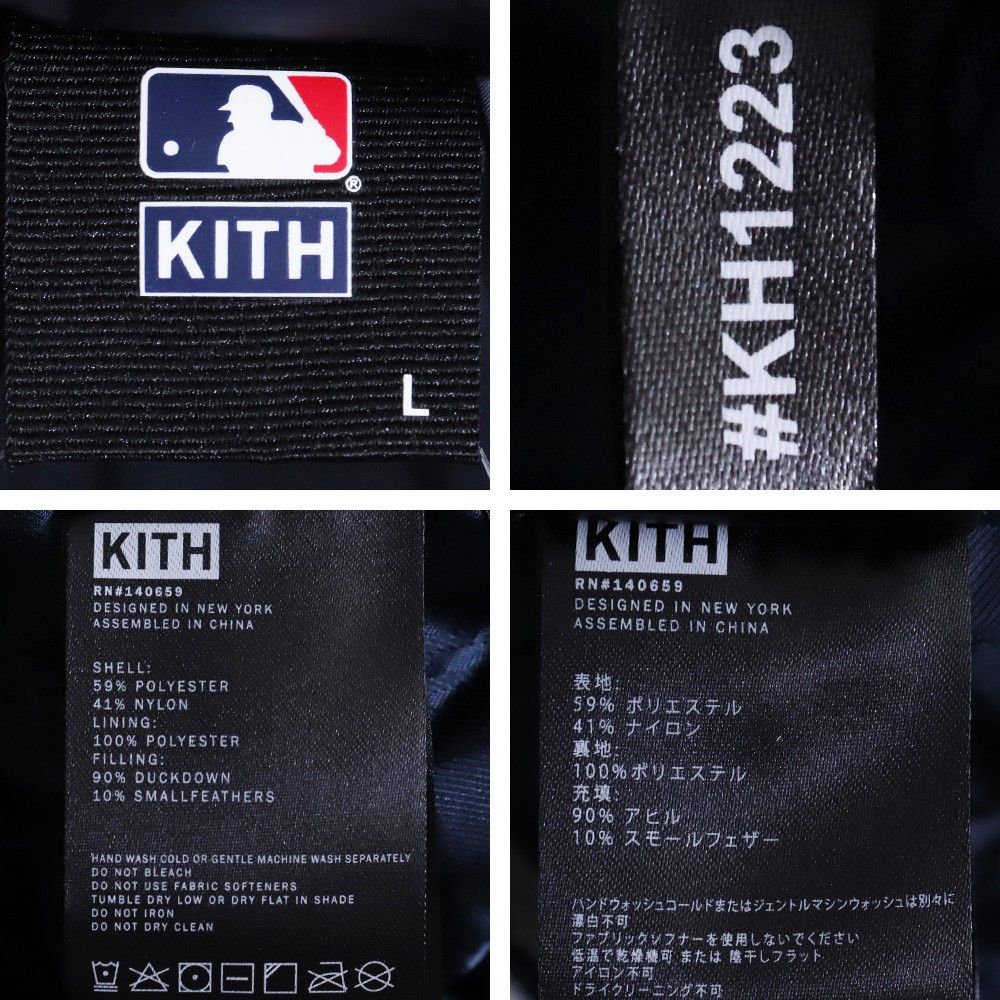 KITH
L
#KH1223
KITH
RN#140659
DESIGNED IN NEW YORK
ASSEMBLED IN CHINA
SHELL:
59% POLYESTER
41% NYLON
LINING:
100% POLYESTER
FILLING:
90% DUCKDOWN
10% SMALLFEATHERS
HAND WASH COLD OR GENTLE MACHINE WASH SEPARATELY
DO NOT BLEACH
DO NOT USE FABRIC SOFTENERS
TUMBLE DRY LOW OR DRY FLAT IN SHADE
DO NOT IRON
DO NOT DRY CLEAN
KITH
RN#140659
DESIGNED IN NEW YORK
ASSEMBLED IN CHINA
表地:
59% ポリエステル
41% ナイロン
裏地:
100%ポリエステル
充填:
90% アヒル
10% スモールフェザー
ハンドウォッシュコールドまたはジェントルマシンウォッシュは別々に
漂白不可
ファブリックソフナーを使用しないでください
低温で乾燥機可 または 陰干しフラット
アイロン不可
ドライクリーニング不可